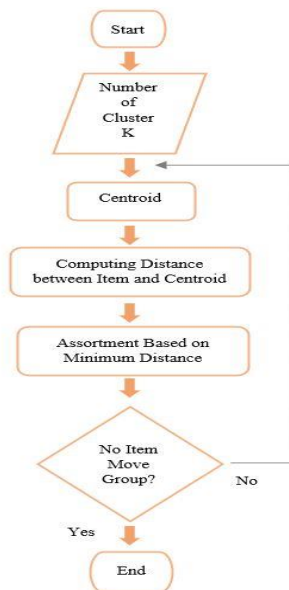 Start
Number
of
Cluster
K
Centroid
Computing Distance
between Item and Centroid
Assortment Based on
Minimum Distance
No Item
Move
Group?
No
Yes
End